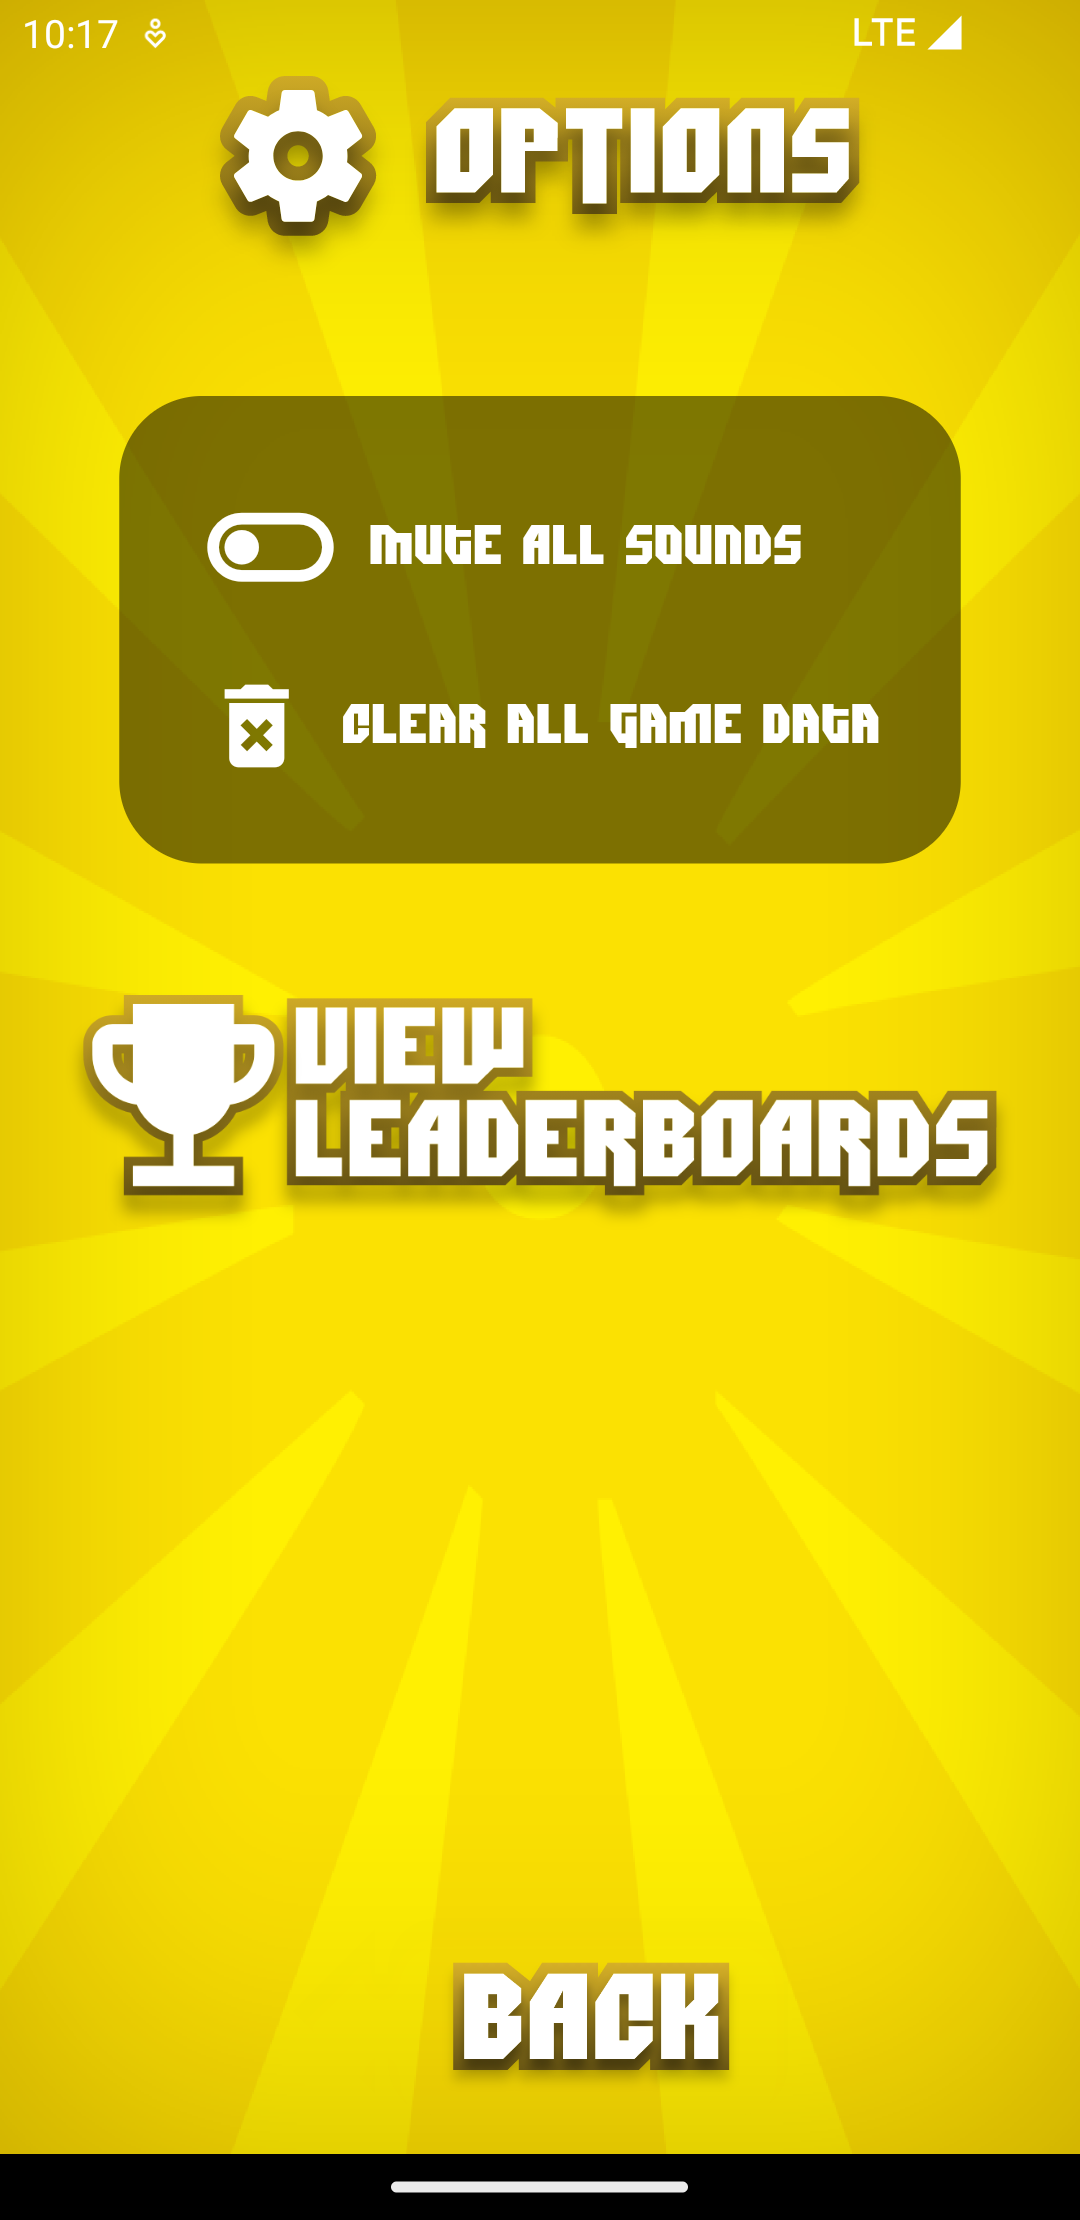 10:17
LTE
OPTIONS
MUTE ALL SOUNDS
CLEAR ALL GAME DATA
VIEW
LEADERBOARDS
BACK